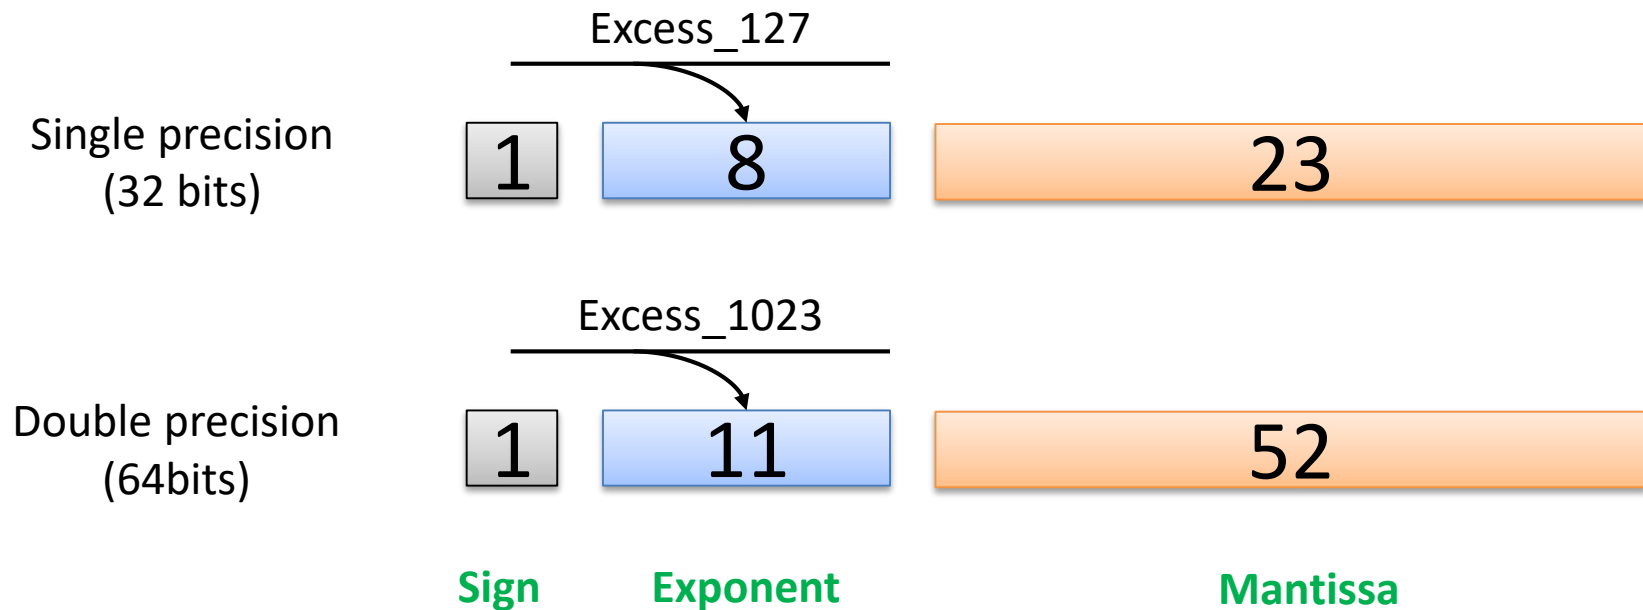 Excess_127
Single precision
(32 bits)
1
8
23
Excess_1023
Double precision
(64bits)
1
11
52
Sign
Exponent
Mantissa